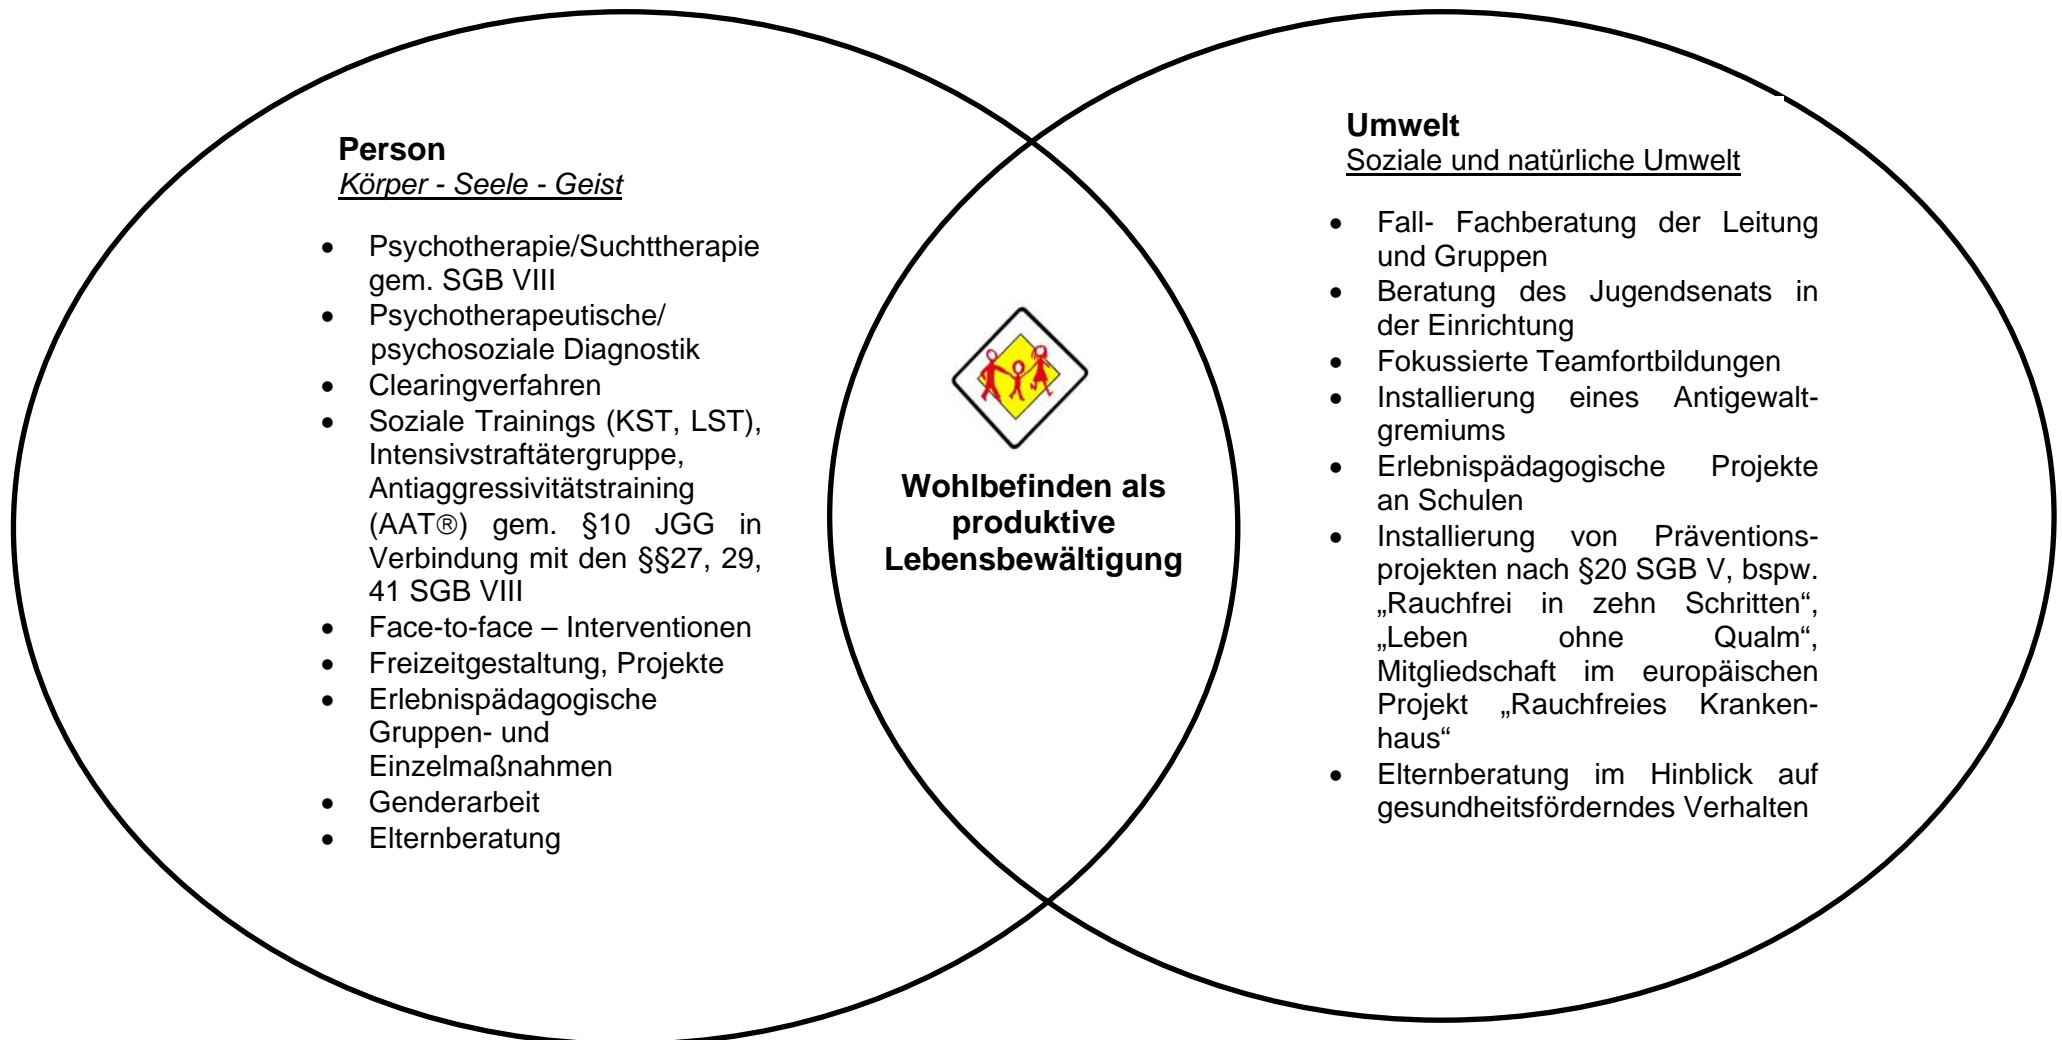 Person
Körper - Seele - Geist
• Psychotherapie/Suchttherapie
gem. SGB VIII
• Psychotherapeutische/
psychosoziale Diagnostik
• Clearingverfahren
• Soziale Trainings (KST, LST),
Intensivstraftätergruppe,
Antiaggressivitätstraining
(AAT®) gem. §10 JGG in
Verbindung mit den §§27, 29,
41 SGB VIII
• Face-to-face – Interventionen
• Freizeitgestaltung, Projekte
• Erlebnispädagogische
Gruppen- und
Einzelmaßnahmen
• Genderarbeit
• Elternberatung
Wohlbefinden als
produktive
Lebensbewältigung
Umwelt
Soziale und natürliche Umwelt
• Fall- Fachberatung der Leitung
und Gruppen
• Beratung des Jugendsenats in
der Einrichtung
• Fokussierte Teamfortbildungen
• Installierung eines Antigewalt-
gremiums
• Erlebnispädagogische Projekte
an Schulen
• Installierung von Präventions-
projekten nach §20 SGB V, bspw.
„Rauchfrei in zehn Schritten“,
„Leben ohne Qualm“,
Mitgliedschaft im europäischen
Projekt „Rauchfreies Kranken-
haus“
• Elternberatung im Hinblick auf
gesundheitsförderndes Verhalten